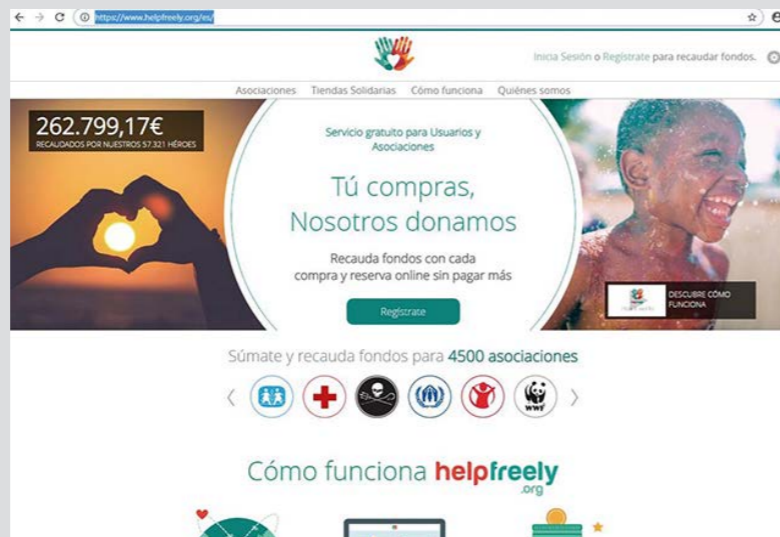 https://www.helpfreely.org/es/
Inicia Sesión o Regístrate para recaudar fondos.
Asociaciones Tiendas Solidarias Cómo funciona Quiénes somos
262.799,17€
RECAUDADOS POR NUESTROS 57.321 HÉROES
Servicio gratuito para Usuarios y
Asociaciones
Tú compras,
Nosotros donamos
Recauda fondos con cada
compra y reserva online sin pagar más
Regístrate
DESCUBRE CÓMO
FUNCIONA
Súmate y recauda fondos para 4500 asociaciones
WWF
Cómo funciona helpfreely
.org